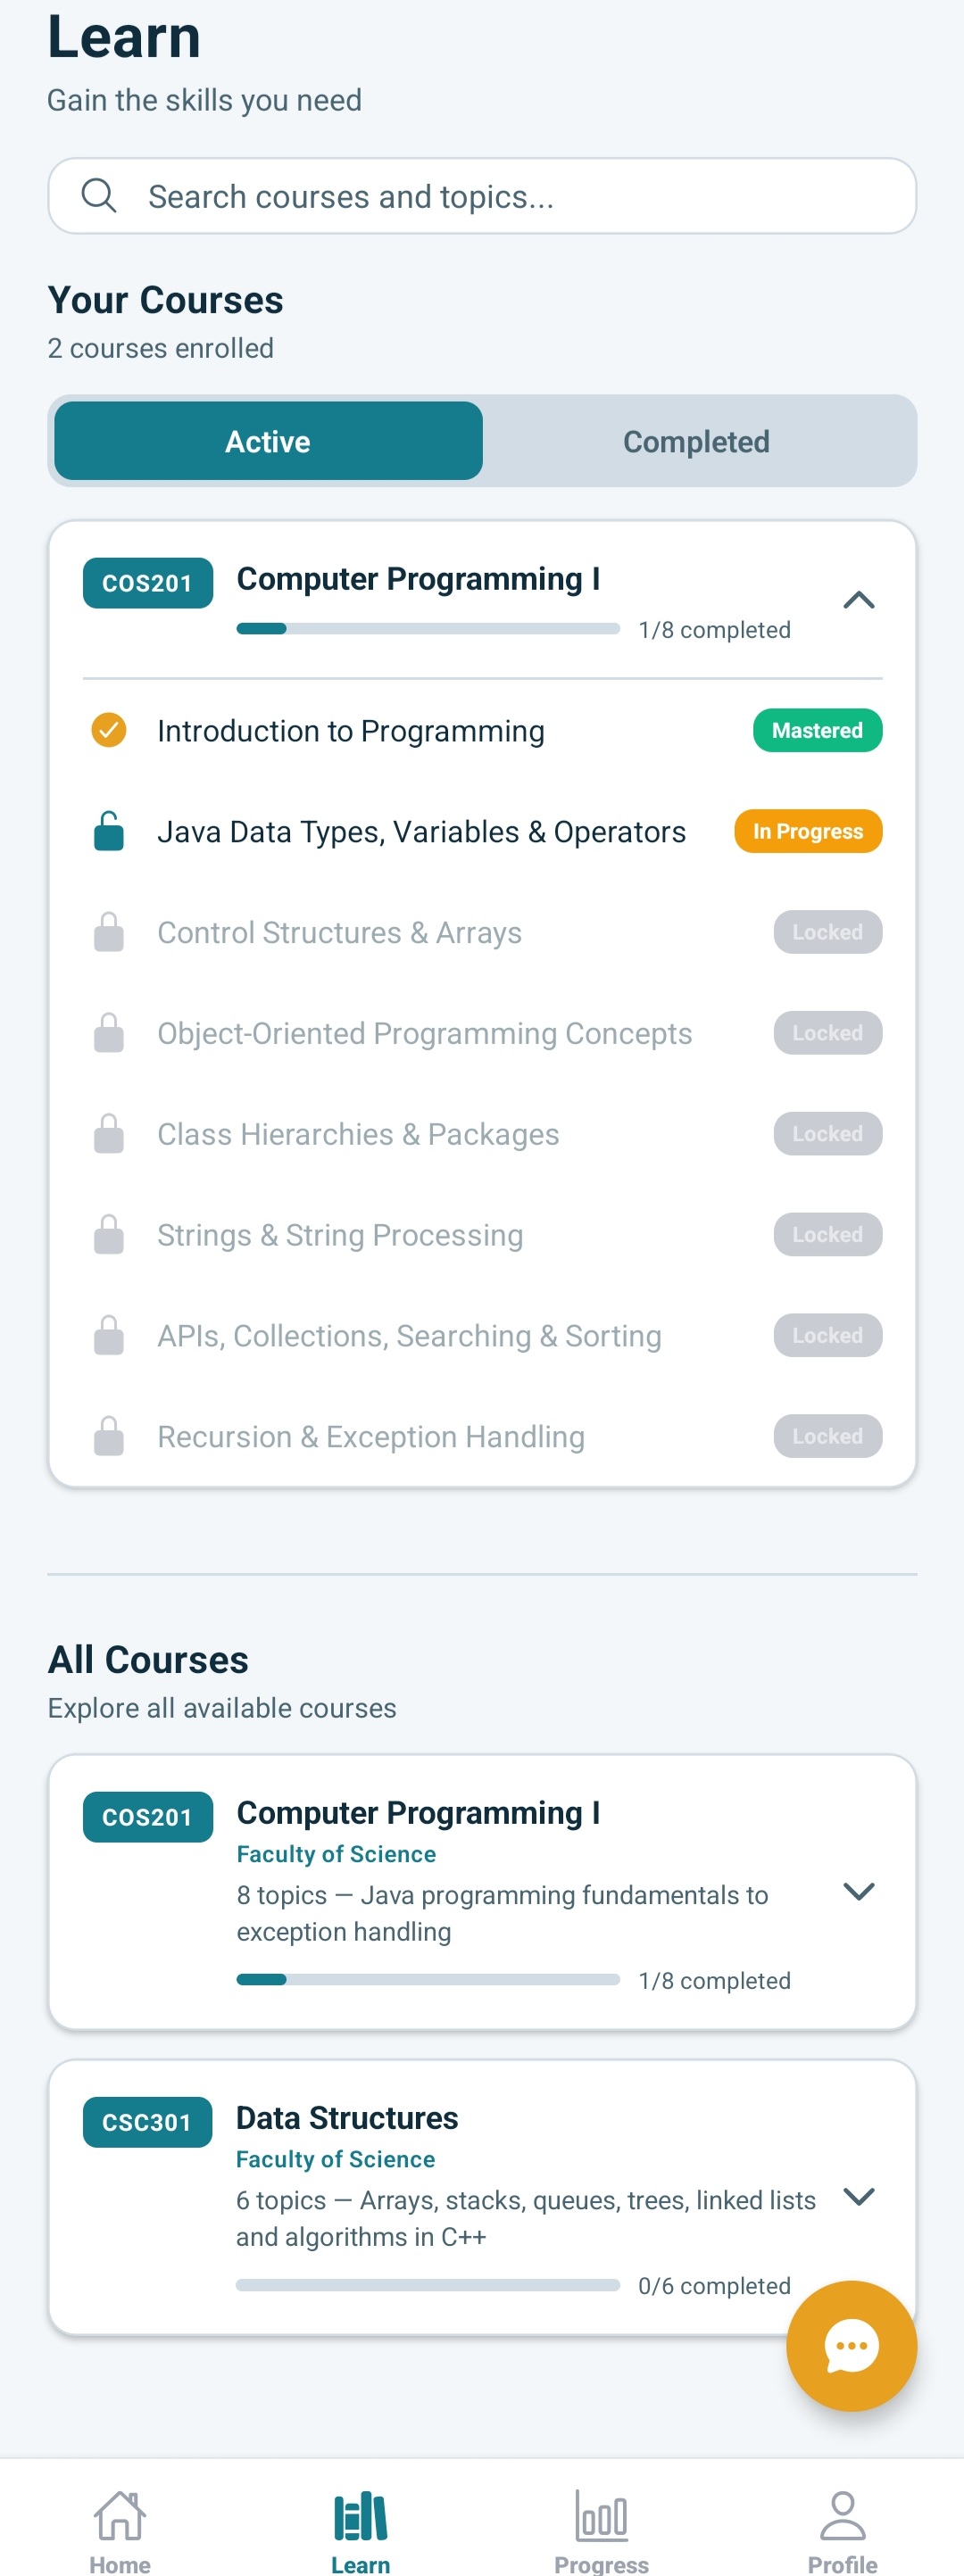 Learn
Gain the skills you need
Search courses and topics...
Your Courses
2 courses enrolled
Active
Completed
COS201
Computer Programming I
1/8 completed
Introduction to Programming
Mastered
Java Data Types, Variables & Operators
In Progress
Control Structures & Arrays
Locked
Object-Oriented Programming Concepts
Locked
Class Hierarchies & Packages
Locked
Strings & String Processing
Locked
APIs, Collections, Searching & Sorting
Locked
Recursion & Exception Handling
Locked
All Courses
Explore all available courses
COS201
Computer Programming I
Faculty of Science
8 topics — Java programming fundamentals to
exception handling
1/8 completed
CSC301
Data Structures
Faculty of Science
6 topics — Arrays, stacks, queues, trees, linked lists
and algorithms in C++
0/6 completed
Home
Learn
Progress
Profile